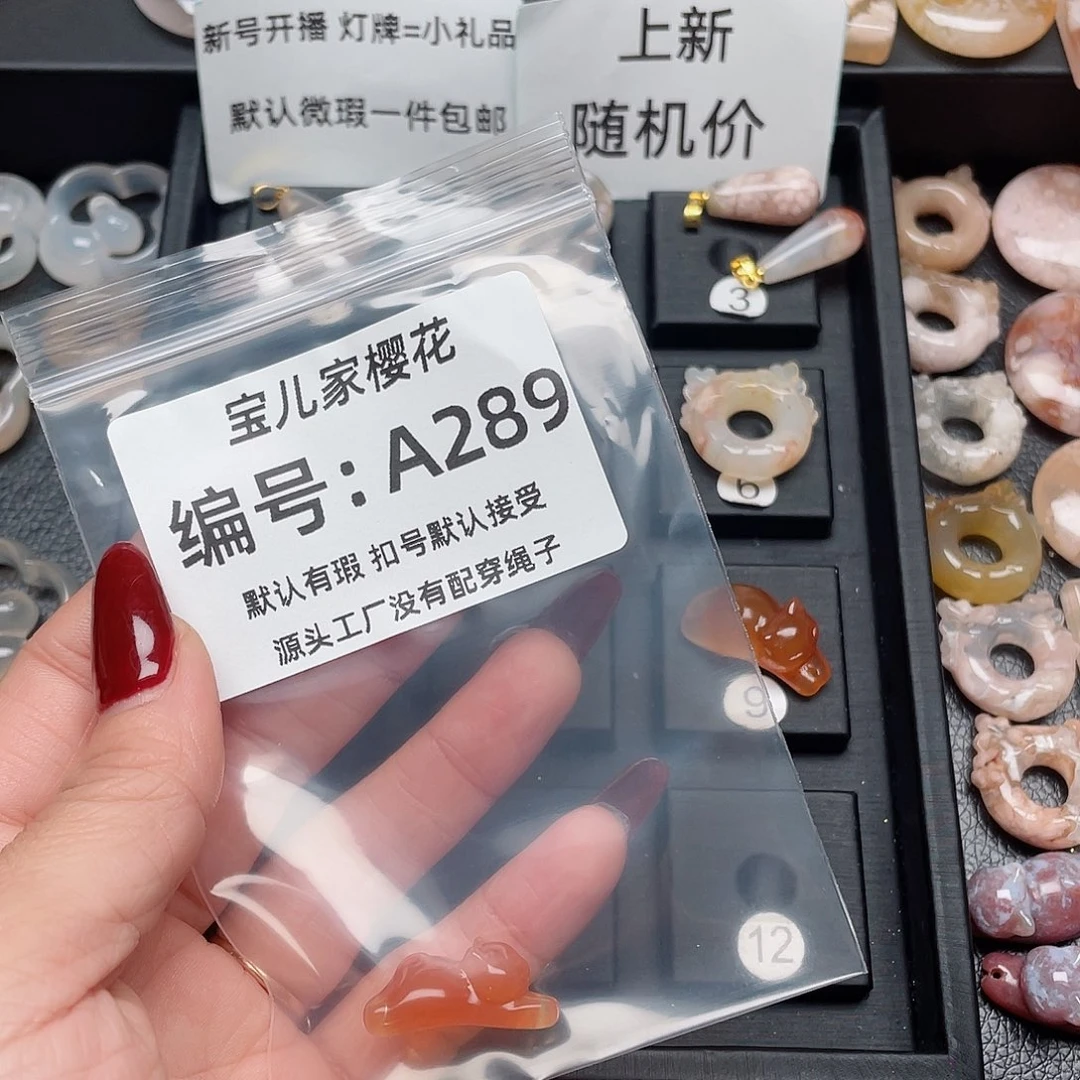 新号开播 灯牌=小礼品
默认微瑕一件包邮
上新
随机价
宝儿家樱花
编号：A289
默认有瑕 扣号默认接受
源头工厂没有配穿绳子
3
6
9
12